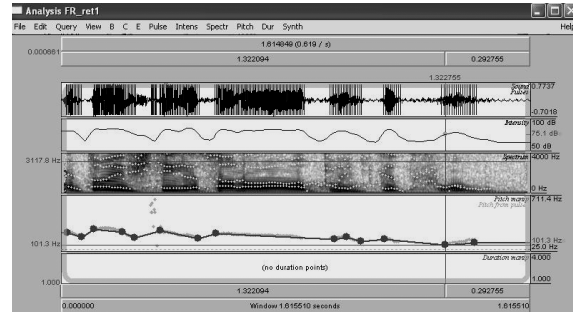 Analysis FR_ret1
File Edit Query View B C E Pulse Intens Spectr Pitch Dur Synth Help
1.614849 (0.619 / s)
0.000661
1.322094 0.292755
1.322755
Sound 0.7737
Pulses
-0.7018
Intensity 100 dB
75.1 dB
50 dB
3117.8 Hz
Spectrum 4000 Hz
0 Hz
Pitch manip 711.4 Hz
Pitch from pulses
101.3 Hz
101.3 Hz
25.0 Hz
Duration manip 4.000
(no duration points)
1.000
1.000
1.322094 0.292755
0.000000 Window 1.615510 seconds 1.615510